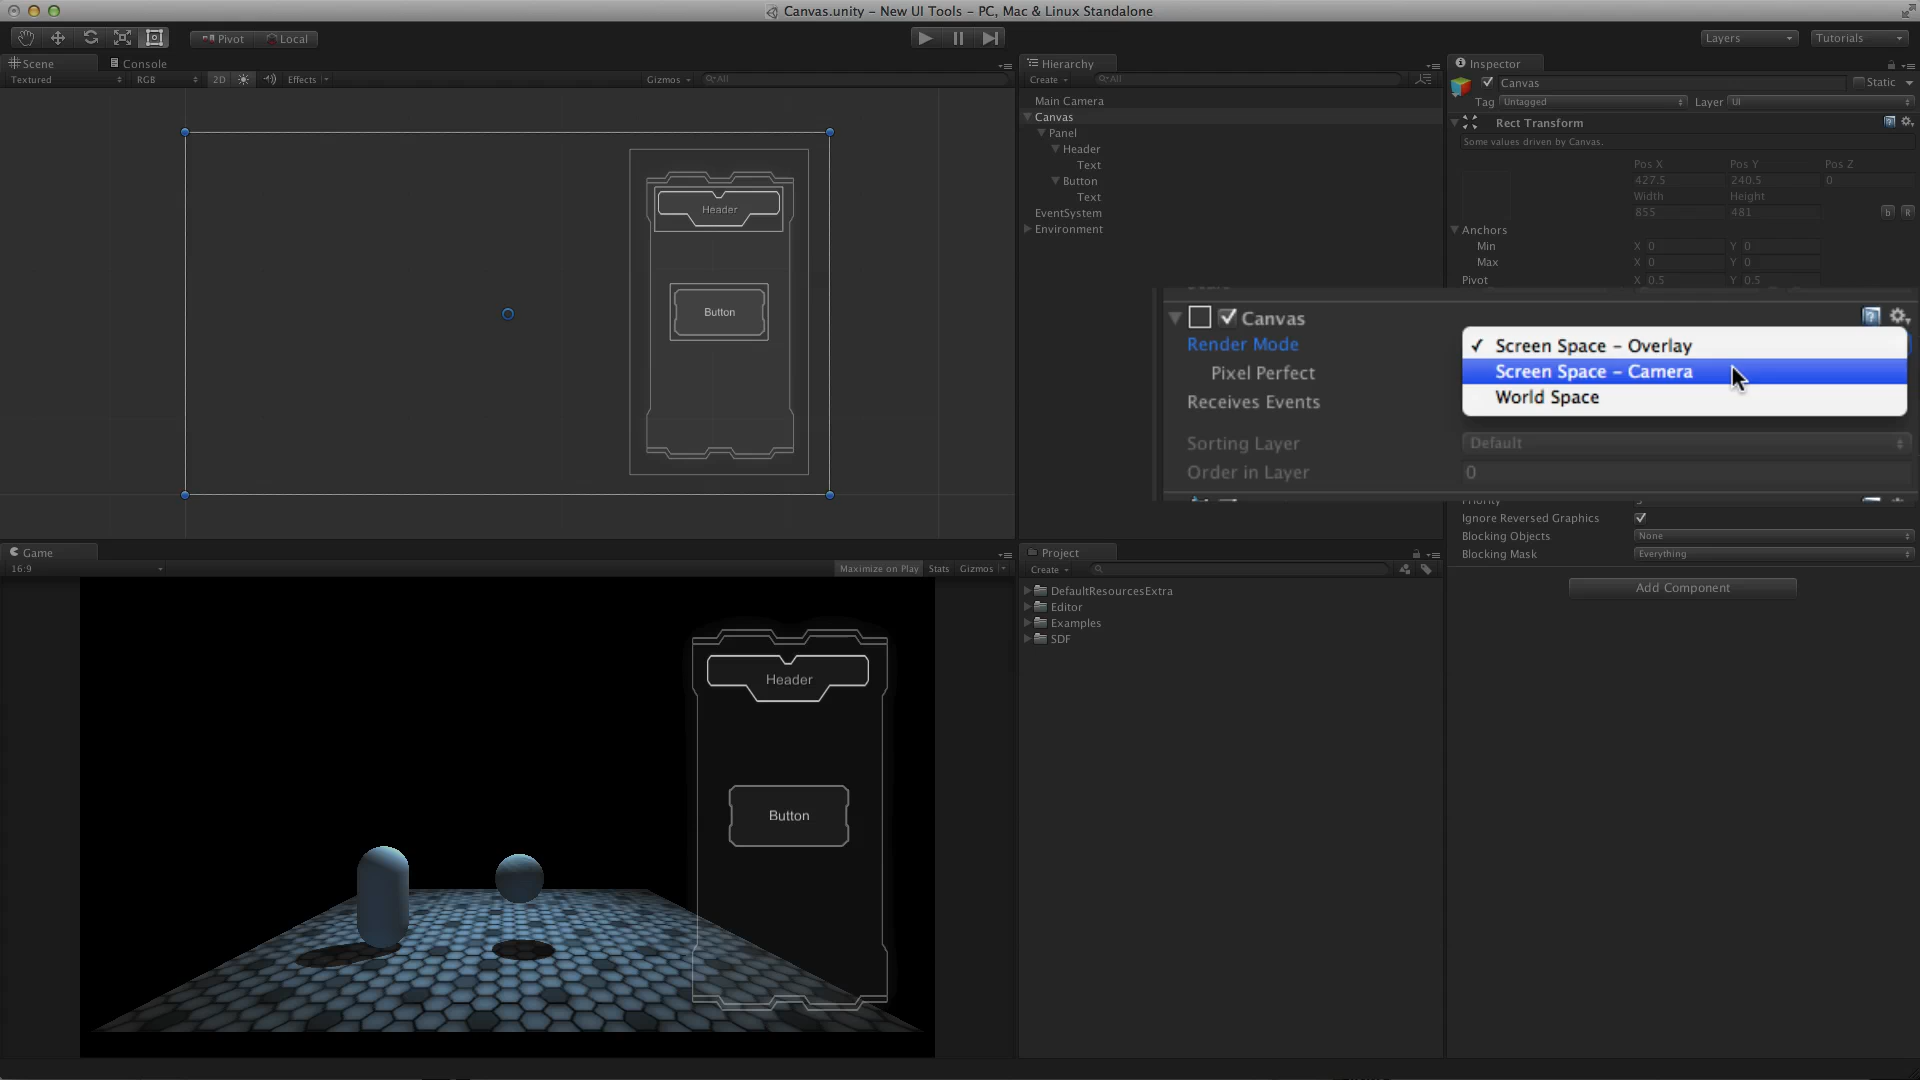 Canvas.unity – New UI Tools – PC, Mac & Linux Standalone
Pivot
Local
Layers
Tutorials
Scene
Console
Textured
RGB
2D
Effects
Gizmos
All
Hierarchy
Create
All
Main Camera
Canvas
Panel
Header
Text
Button
Text
EventSystem
Environment
Inspector
Canvas
Static
Tag
Untagged
Layer
UI
Rect Transform
Some values driven by Canvas.
Pos X
Pos Y
Pos Z
427.5
240.5
0
Width
Height
855
481
b
R
Anchors
Min
X 0
Y 0
Max
X 0
Y 0
Pivot
X 0.5
Y 0.5
Canvas
Render Mode
Screen Space – Overlay
Screen Space – Camera
World Space
Pixel Perfect
Receives Events
Sorting Layer
Default
Order in Layer
0
Ignore Reversed Graphics
Blocking Objects
None
Blocking Mask
Everything
Add Component
Header
Button
Game
16:9
Maximize on Play
Stats
Gizmos
Header
Button
Project
Create
DefaultResourcesExtra
Editor
Examples
SDF